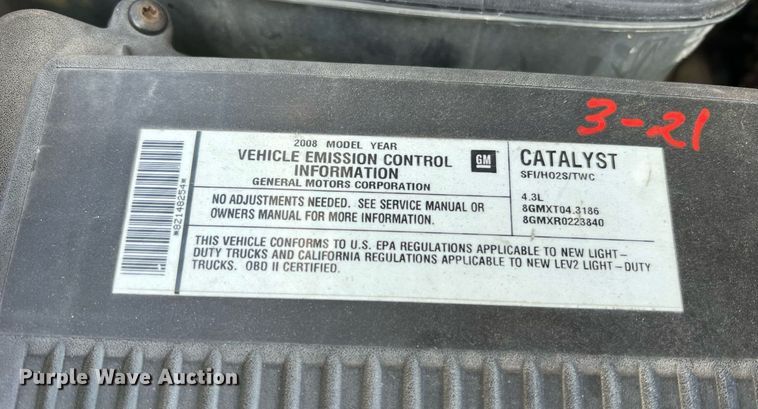 3-21
2008 MODEL YEAR
VEHICLE EMISSION CONTROL
INFORMATION
GENERAL MOTORS CORPORATION
GM
CATALYST
SFI/HO2S/TWC
NO ADJUSTMENTS NEEDED. SEE SERVICE MANUAL OR
OWNERS MANUAL FOR MORE INFORMATION.
4.3L
8GMXT04.3186
8GMXR0223840
THIS VEHICLE CONFORMS TO U.S. EPA REGULATIONS APPLICABLE TO NEW LIGHT-
DUTY TRUCKS AND CALIFORNIA REGULATIONS APPLICABLE TO NEW LEV2 LIGHT-DUTY
TRUCKS. OBD II CERTIFIED.
*82148254*
Purple Wave Auction